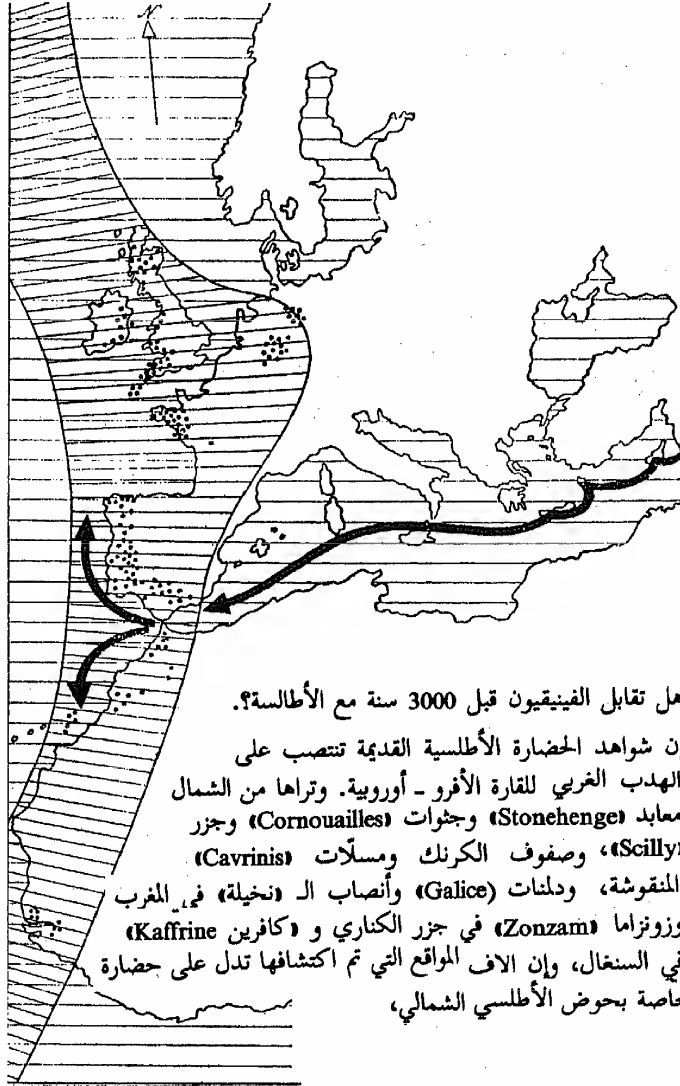 N
هل تقابل الفينيقيون قبل 3000 سنة مع الأطالسة؟.
إن شواهد الحضارة الأطلسية القديمة تنتصب على
الهدب الغربي للقارة الأفرو - أوروبية. وتراها من الشمال
معابد «Stonehenge» وجثوات «Cornouailles» وجزر
«Scilly»، وصفوف الكرنك ومسلّات «Cavrinis»
المنقوشة، ودلمنات (Galice) وأنصاب الـ «نخيلة» في المغرب
وزونزاما «Zonzam» في جزر الكناري و «كافرين Kaffrine»
في السنغال، وإن الاف المواقع التي تم اكتشافها تدل على حضارة
خاصة بحوض الأطلسي الشمالي،